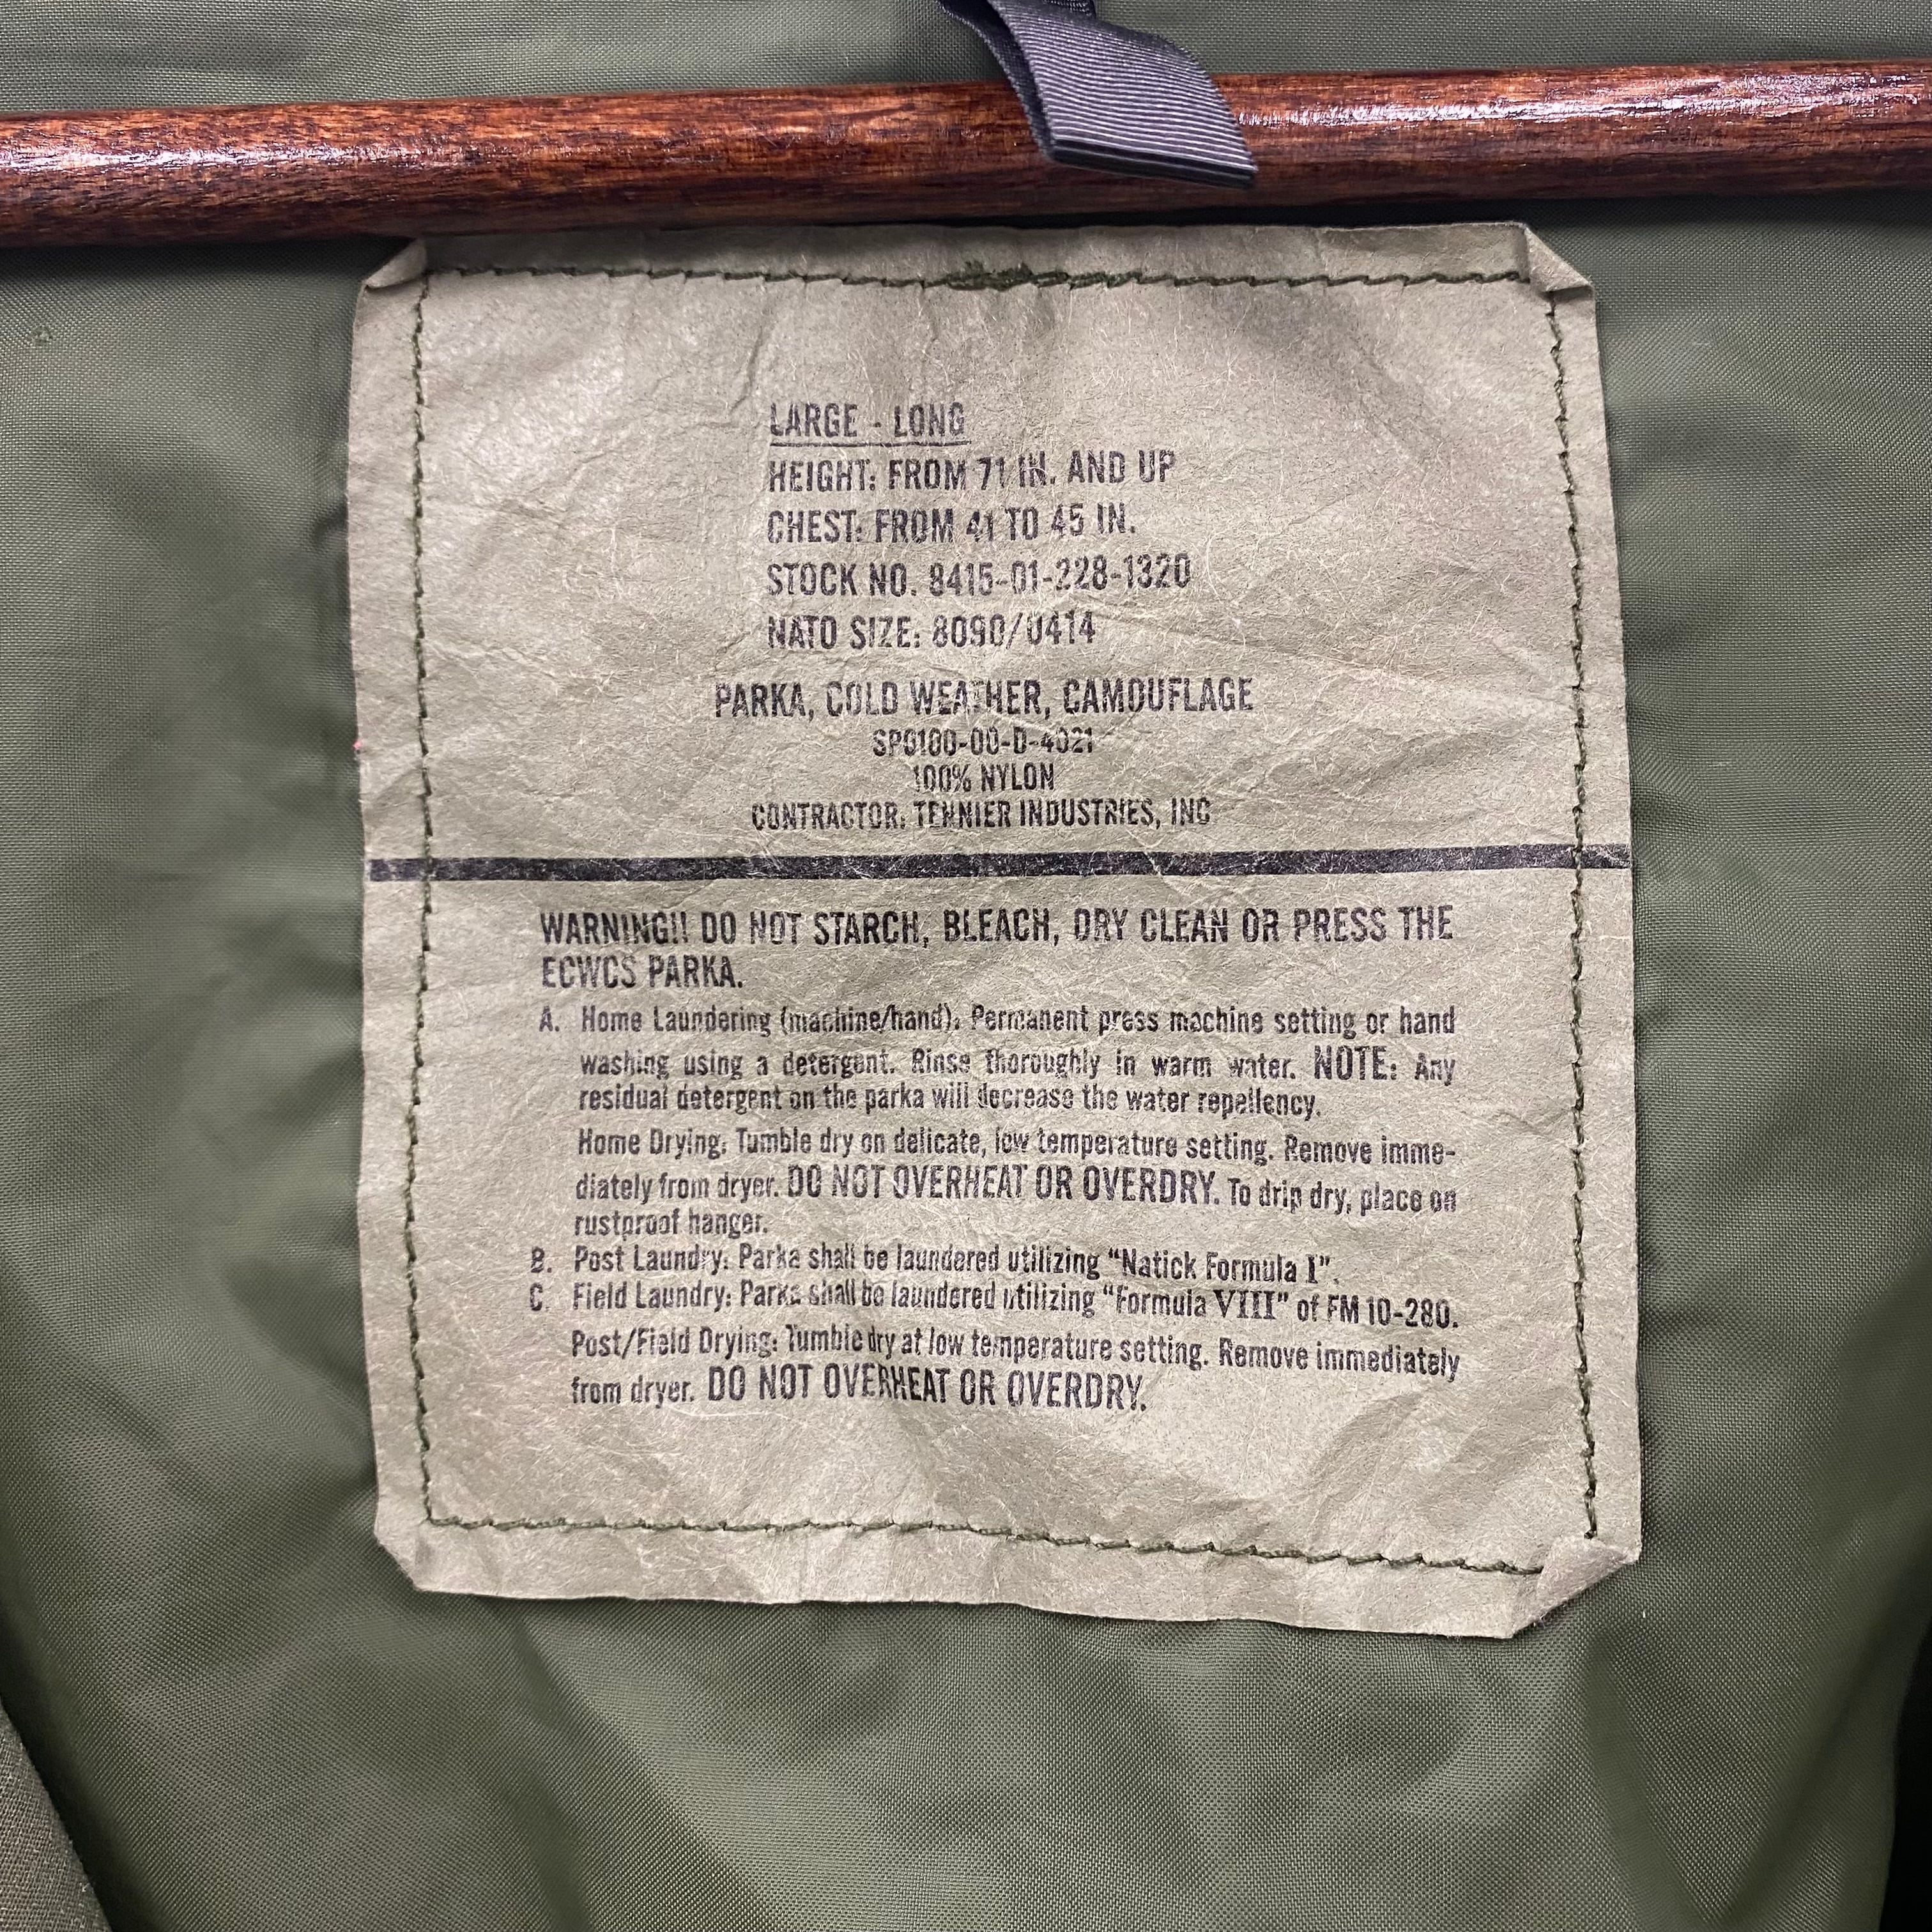 LARGE - LONG
HEIGHT: FROM 71 IN. AND UP
CHEST: FROM 41 TO 45 IN.
STOCK NO. 8415-01-228-1320
NATO SIZE: 8090/0414
PARKA, COLD WEATHER, CAMOUFLAGE
SP0100-00-D-4021
100% NYLON
CONTRACTOR: TENNIER INDUSTRIES, INC
WARNING!! DO NOT STARCH, BLEACH, DRY CLEAN OR PRESS THE
ECWCS PARKA.
A. Home Laundering (machine/hand): Permanent press machine setting or hand
washing using a detergent. Rinse thoroughly in warm water. NOTE: Any
residual detergent on the parka will decrease the water repellency.
Home Drying: Tumble dry on delicate, low temperature setting. Remove imme-
diately from dryer. DO NOT OVERHEAT OR OVERDRY. To drip dry, place on
rustproof hanger.
B. Post Laundry: Parka shall be laundered utilizing “Natick Formula I”.
C. Field Laundry: Parka shall be laundered utilizing “Formula VIII” of FM 10-280.
Post/Field Drying: Tumble dry at low temperature setting. Remove immediately
from dryer. DO NOT OVERHEAT OR OVERDRY.